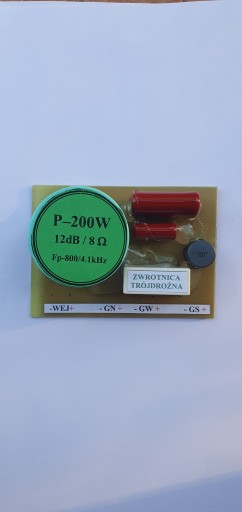 P–200W
12dB / 8 Ω
Fp-800/4.1kHz
ZWROTNICA
TRÓJDROŻNA
-WEJ+ - GN + - GW + - GS +